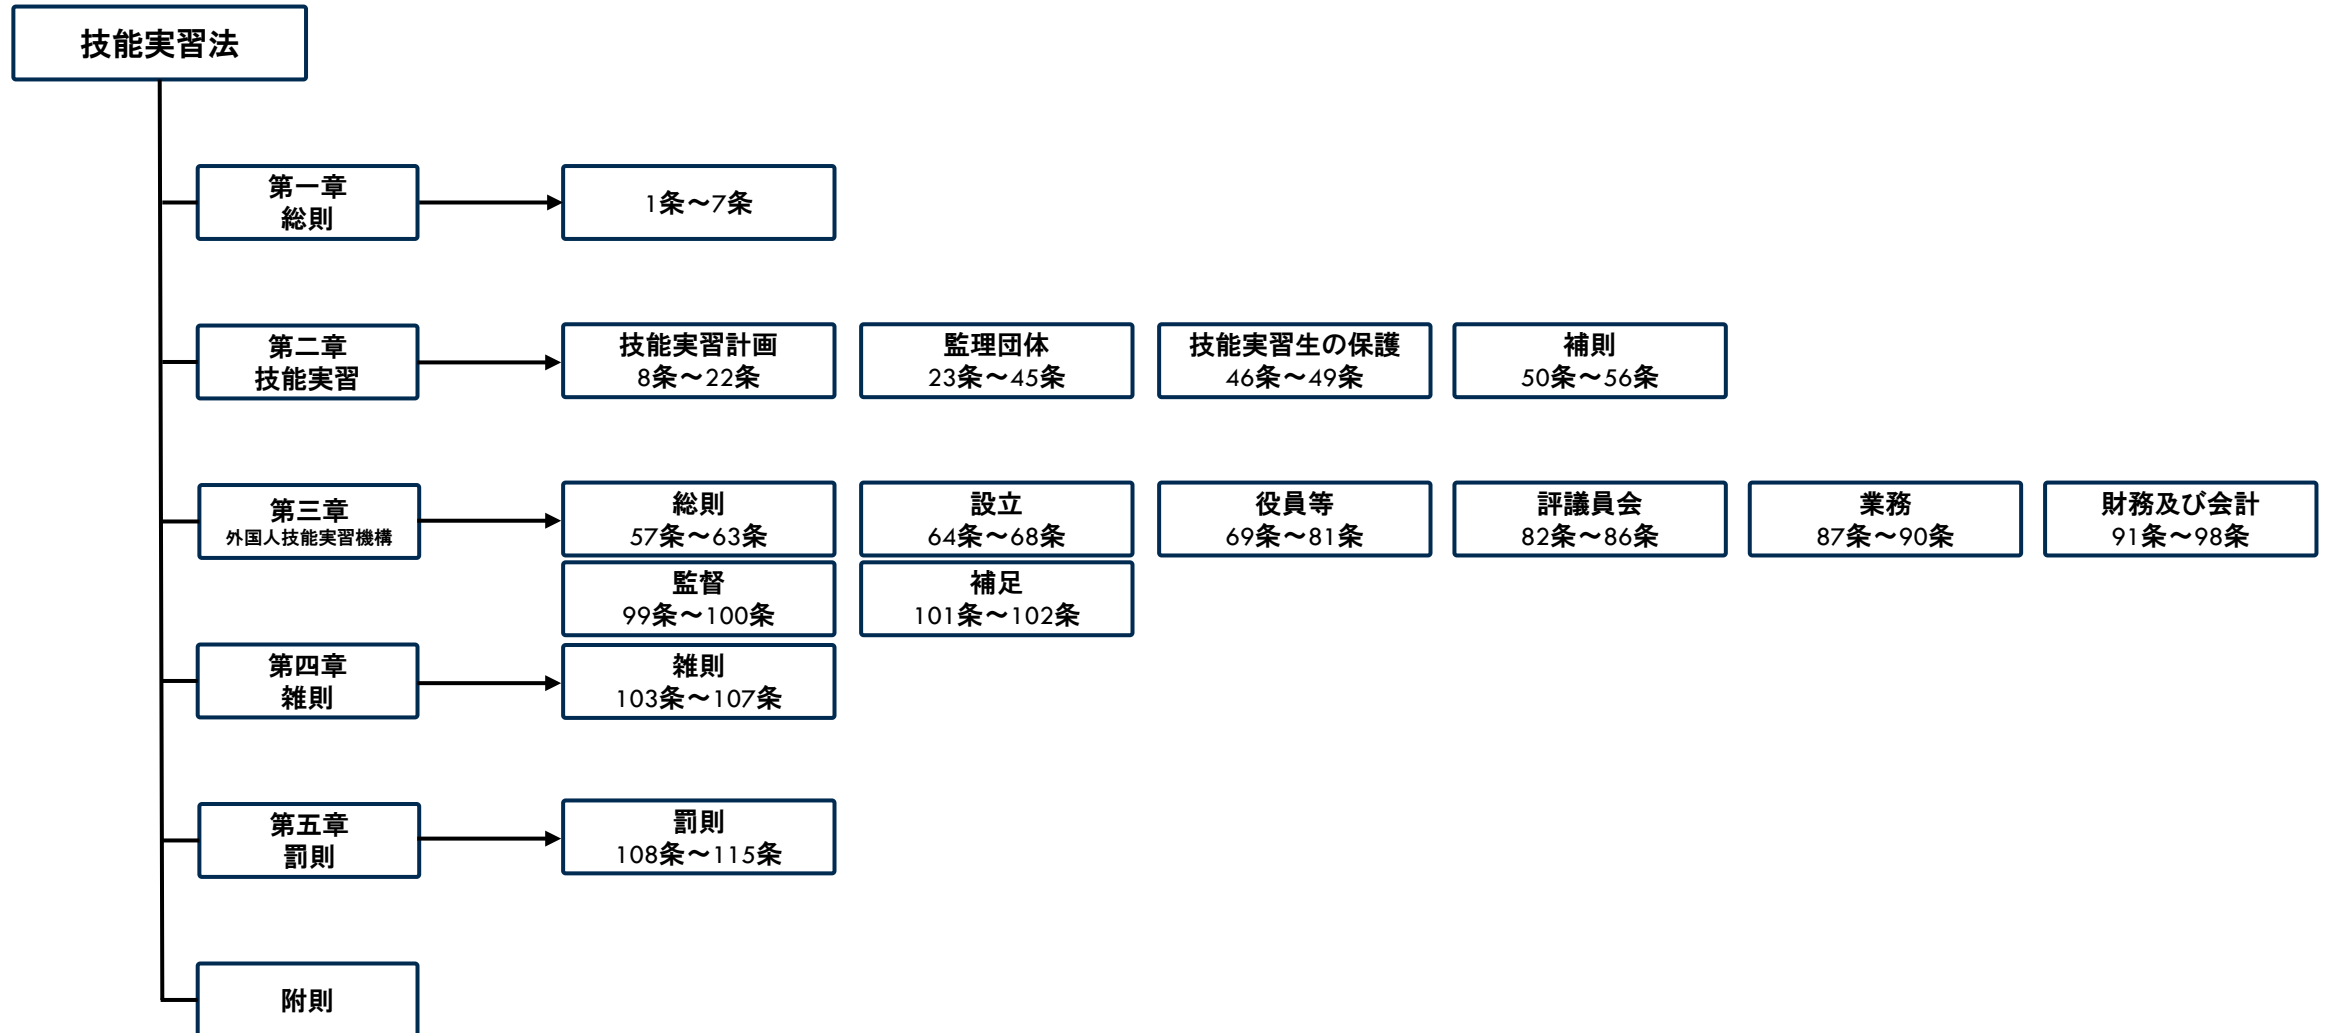 技能実習法
第一章
総則
1条～7条
第二章
技能実習
技能実習計画
8条～22条
監理団体
23条～45条
技能実習生の保護
46条～49条
補則
50条～56条
第三章
外国人技能実習機構
総則
57条～63条
設立
64条～68条
役員等
69条～81条
評議員会
82条～86条
業務
87条～90条
財務及び会計
91条～98条
監督
99条～100条
補足
101条～102条
第四章
雑則
雑則
103条～107条
第五章
罰則
罰則
108条～115条
附則